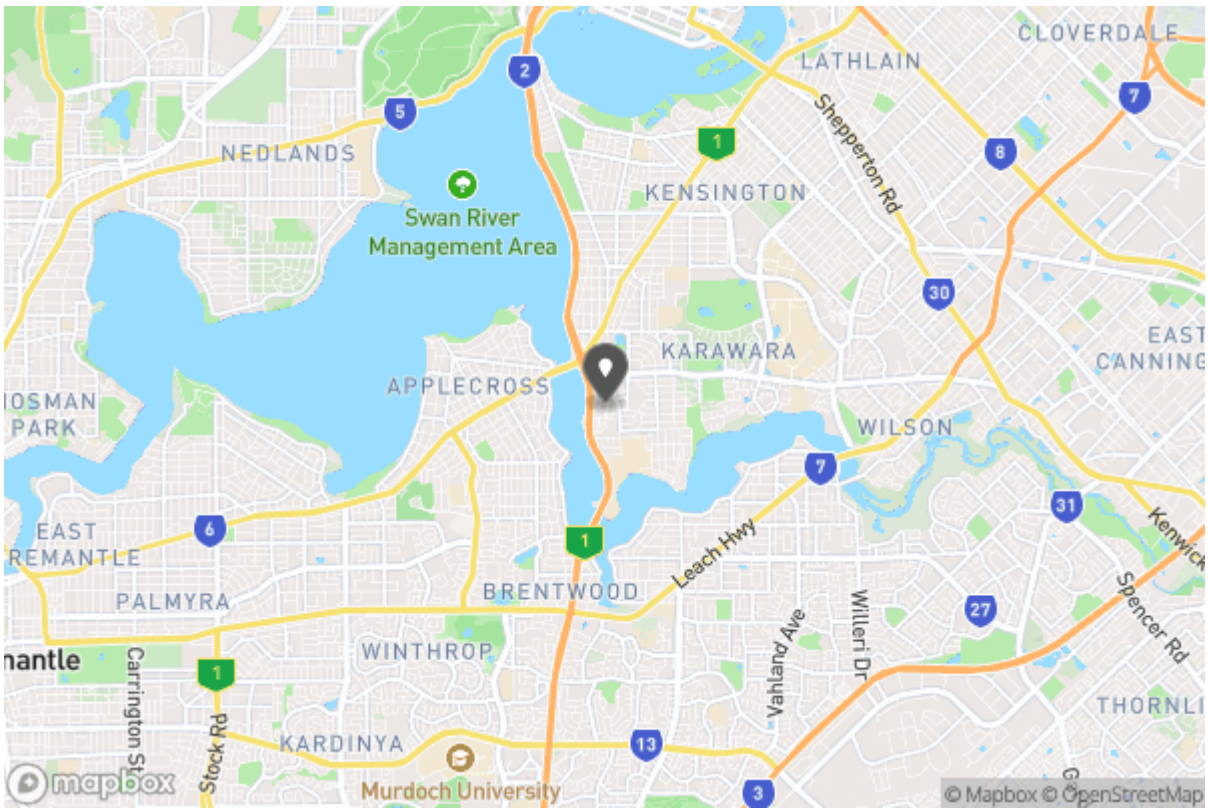 CLOVERDALE
LATHLAIN
2
7
5
1
8
NEDLANDS
Shepperton Rd
KENSINGTON
Swan River
Management Area
30
EAST
CANNING
KARAWARA
APPLECROSS
MOSMAN
PARK
WILSON
7
31
6
1
EAST
REMANTLE
Kenwick
Leach Hwy
BRENTWOOD
PALMYRA
27
Spencer Rd
Willeri Dr
Vahland Ave
WINTHROP
mantle
1
Carrington St
Stock Rd
THORNLI
KARDINYA
13
Murdoch University
3
G
mapbox
© Mapbox © OpenStreetMap